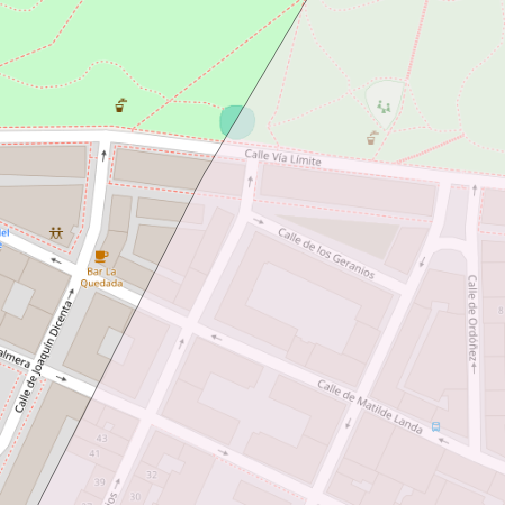 Calle Vía Límite
Calle de los Geranios
Bar La
Quedada
Calle de Joaquín Dicenta
Calle de Ordóñez
Calle de Matilde Landa
43
41
39
37
32
30